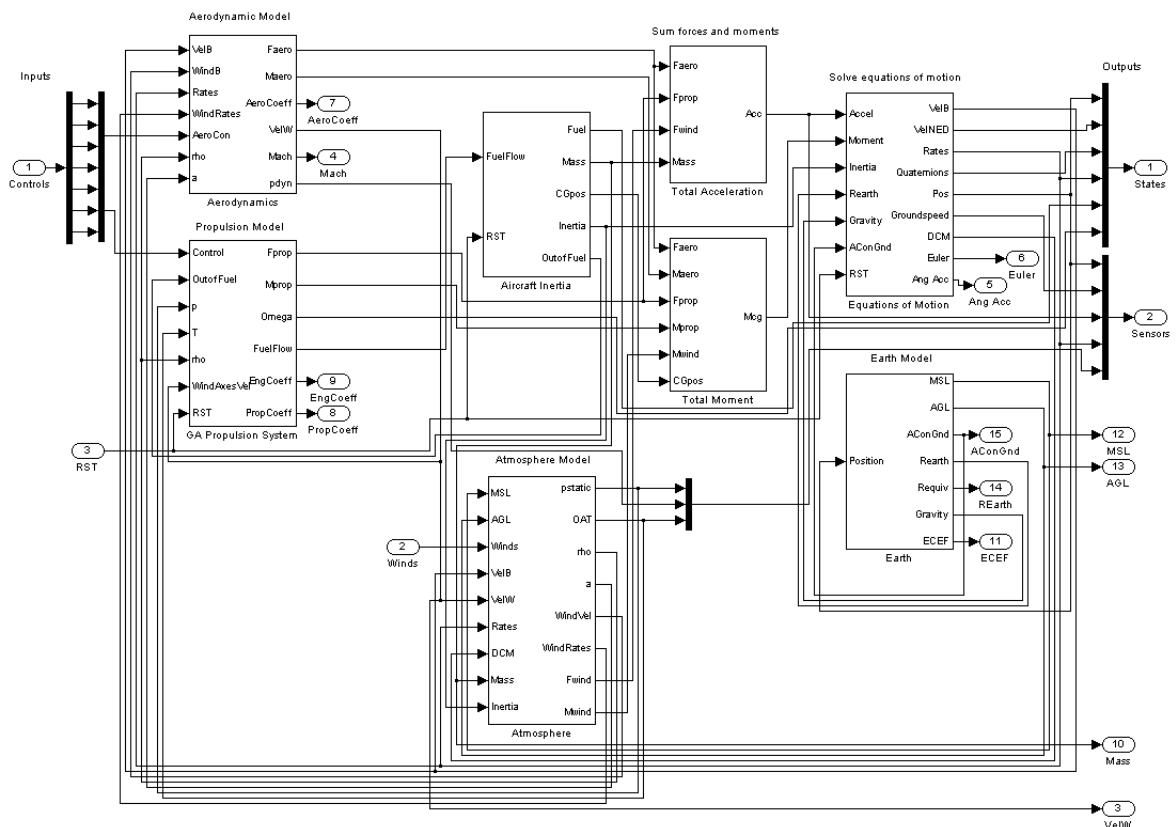 Aerodynamic Model
VelB
WindB
Rates
WindRates
AeroCon
rho
a
Faero
Maero
AeroCoeff
VelW
Mach
pdyn
Aerodynamics
7
AeroCoeff
4
Mach
Inputs
1
Controls
Propulsion Model
Control
OutofFuel
p
T
rho
WindAxesVel
RST
Fprop
Mprop
Omega
FuelFlow
EngCoeff
PropCoeff
GA Propulsion System
9
EngCoeff
8
PropCoeff
3
RST
FuelFlow
RST
Fuel
Mass
CGpos
Inertia
OutofFuel
Aircraft Inertia
Sum forces and moments
Faero
Fprop
Fwind
Mass
Acc
Total Acceleration
Faero
Maero
Fprop
Mprop
Mwind
CGpos
Mcg
Total Moment
Solve equations of motion
Accel
Moment
Inertia
Rearth
Gravity
AConGnd
RST
VelB
VelNED
Rates
Quaternions
Pos
Groundspeed
DCM
Euler
Ang Acc
Equations of Motion
6
Euler
5
Ang Acc
Outputs
1
States
2
Sensors
Atmosphere Model
MSL
AGL
Winds
VelB
VelW
Rates
DCM
Mass
Inertia
pstatic
OAT
rho
a
WindVel
WindRates
Fwind
Mwind
Atmosphere
2
Winds
Earth Model
Position
MSL
AGL
AConGnd
Rearth
Requiv
Gravity
ECEF
Earth
15
AConGnd
14
REarth
11
ECEF
12
MSL
13
AGL
10
Mass
3
VelW